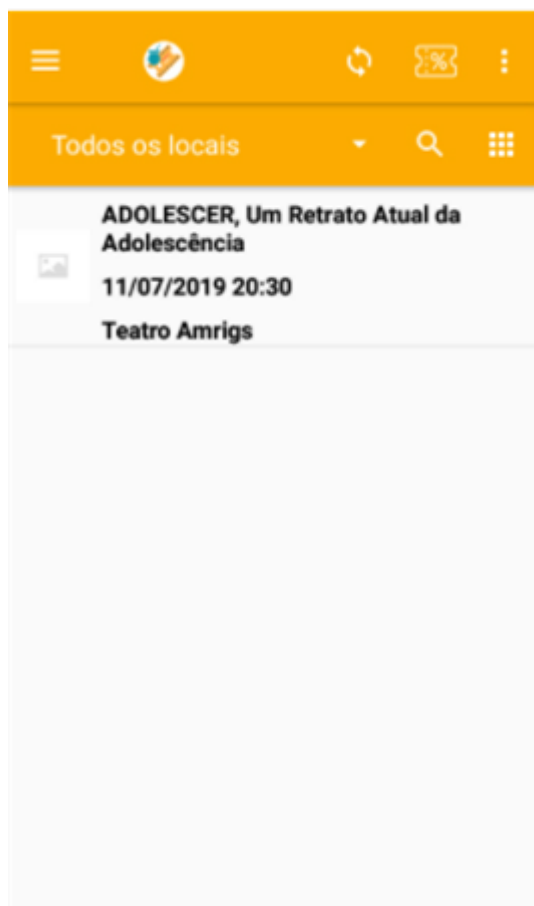 %
Todos os locais
ADOLESCER, Um Retrato Atual da
Adolescência
11/07/2019 20:30
Teatro Amrigs